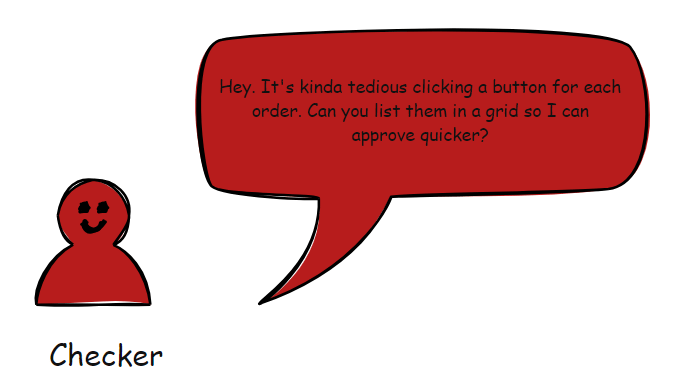 Hey. It's kinda tedious clicking a button for each
order. Can you list them in a grid so I can
approve quicker?
Checker